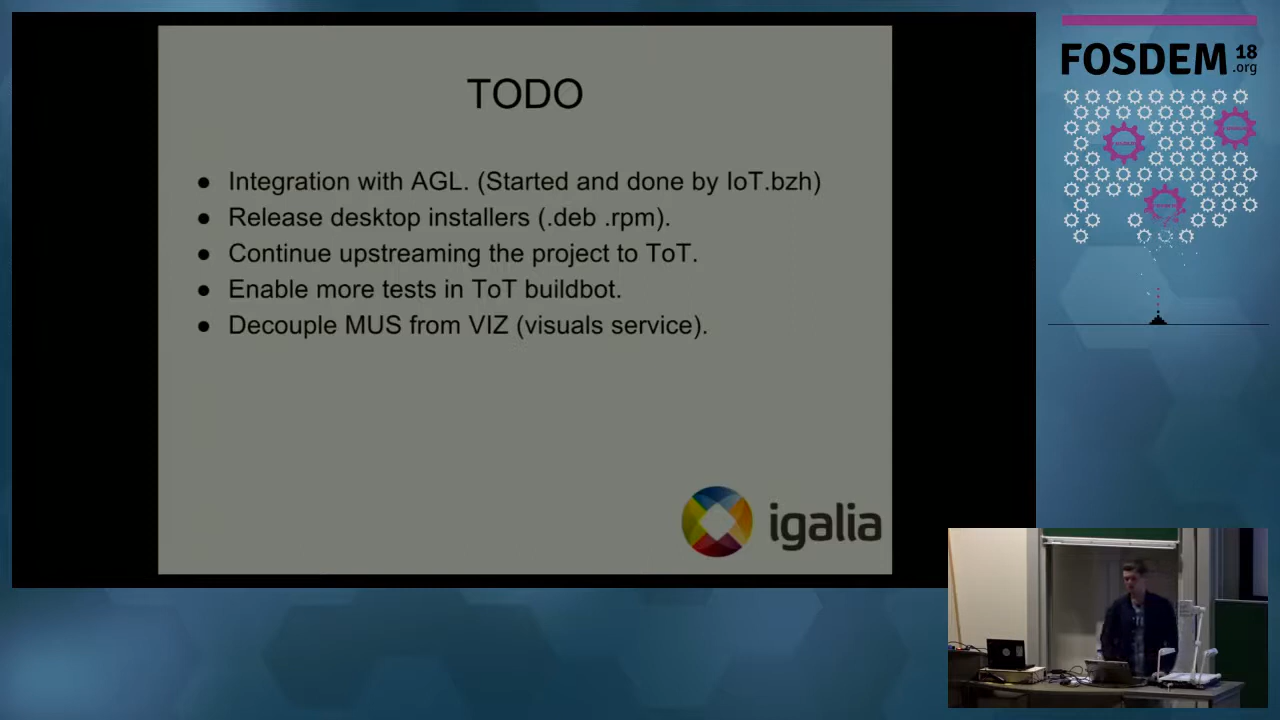 TODO
● Integration with AGL. (Started and done by IoT.bzh)
● Release desktop installers (.deb .rpm).
● Continue upstreaming the project to ToT.
● Enable more tests in ToT buildbot.
● Decouple MUS from VIZ (visuals service).
igalia
FOSDEM 18
.org